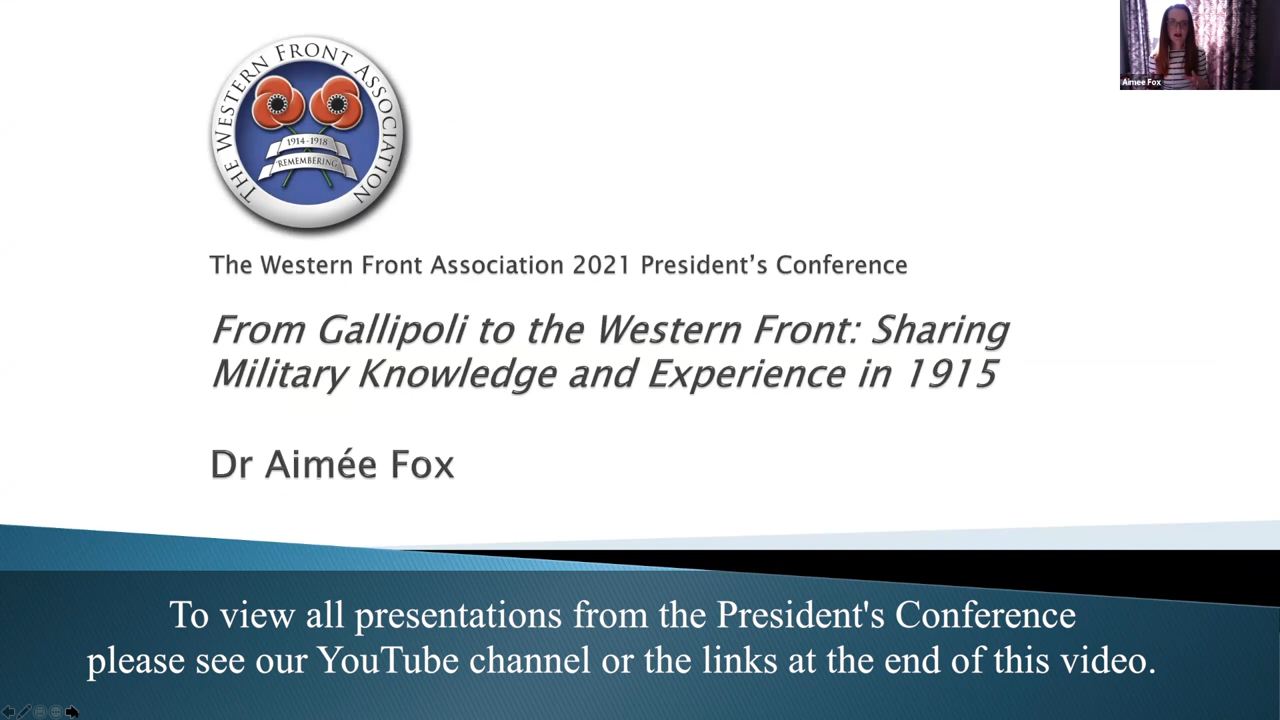 THE WESTERN FRONT ASSOCIATION
1914-1918
REMEMBERING
Aimee Fox
The Western Front Association 2021 President’s Conference
From Gallipoli to the Western Front: Sharing
Military Knowledge and Experience in 1915
Dr Aimée Fox
To view all presentations from the President's Conference
please see our YouTube channel or the links at the end of this video.